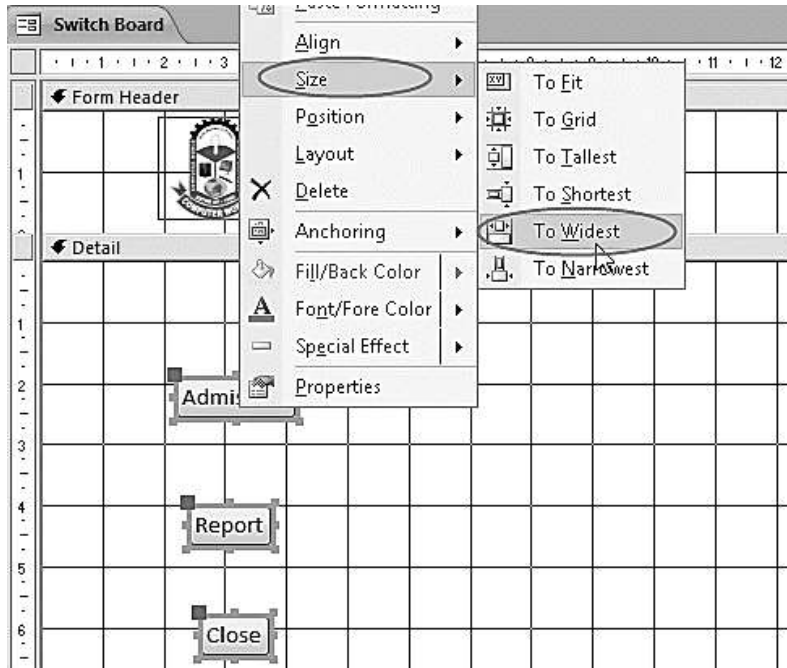 Switch Board
Paste Formatting
Align
Size
Position
Layout
Delete
Anchoring
Fill/Back Color
Font/Fore Color
Special Effect
Properties
To Fit
To Grid
To Tallest
To Shortest
To Widest
To Narrowest
1 2 3 11 12
Form Header
1
Detail
1
2
3
4
5
6
Admis
Report
Close